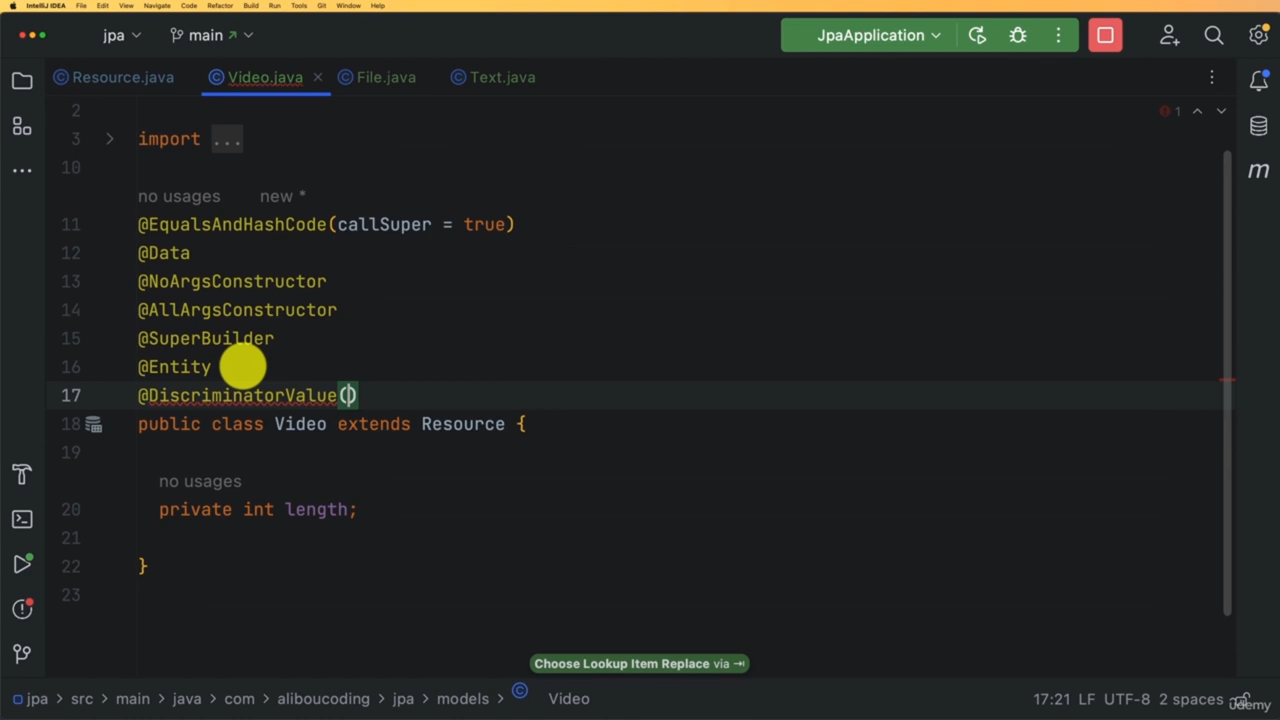 IntelliJ IDEA File Edit View Navigate Code Refactor Build Run Tools Git Window Help
jpa main JpaApplication
Resource.java Video.java File.java Text.java
2
1
3 import ...
10
no usages new *
11 @EqualsAndHashCode(callSuper = true)
12 @Data
13 @NoArgsConstructor
14 @AllArgsConstructor
15 @SuperBuilder
16 @Entity
17 @DiscriminatorValue()
18 public class Video extends Resource {
19
no usages
20 private int length;
21
22 }
23
Choose Lookup Item Replace via ⇥
jpa > src > main > java > com > aliboucoding > jpa > models > Video 17:21 LF UTF-8 2 spaces
udemy